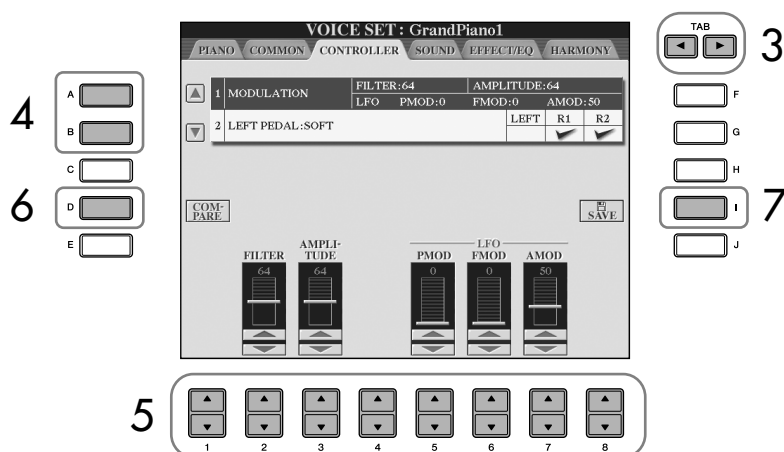 VOICE SET : GrandPiano1
PIANO COMMON CONTROLLER SOUND EFFECT/EQ HARMONY
TAB
3
1 MODULATION FILTER:64 AMPLITUDE:64
LFO PMOD:0 FMOD:0 AMOD:50
2 LEFT PEDAL:SOFT LEFT R1 R2
4
A
B
C
6
D
E
F
G
H
I
7
J
COM-
PARE
SAVE
LFO
FILTER AMPLI-
TUDE PMOD FMOD AMOD
64 64 0 0 50
5
1 2 3 4 5 6 7 8